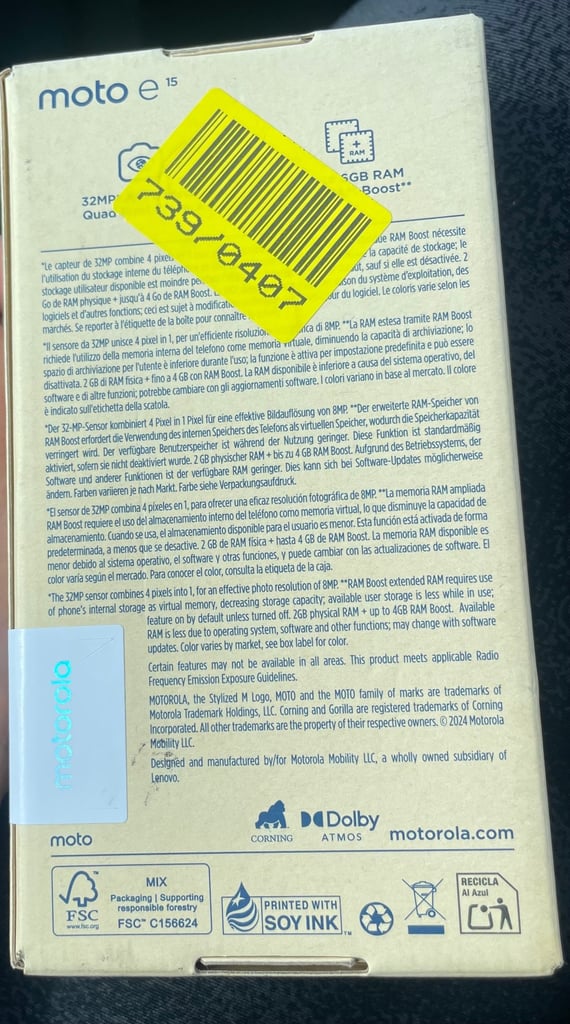 moto e 15
+
RAM
32MP
Quad
6GB RAM
Boost**
739/0407
*Le capteur de 32MP combine 4 pixels
ue RAM Boost nécessite
l'utilisation du stockage interne du téléph
la capacité de stockage; le
stockage utilisateur disponible est moindre pe
ut, sauf si elle est désactivée. 2
Go de RAM physique + jusqu'à 4 Go de RAM Boost. L
son du système d'exploitation, des
logiciels et d'autres fonctions; ceci est sujet à modificat
our du logiciel. Le coloris varie selon les
marchés. Se reporter à l'étiquette de la boîte pour connaître
*Il sensore da 32MP unisce 4 pixel in 1, per un'efficiente risoluzio
ica di 8MP. **La RAM estesa tramite RAM Boost
richiede l'utilizzo della memoria interna del telefono come memoria virtuale, diminuendo la capacità di archiviazione; lo
spazio di archiviazione per l'utente è inferiore durante l'uso; la funzione è attiva per impostazione predefinita e può essere
disattivata. 2 GB di RAM fisica + fino a 4 GB con RAM Boost. La RAM disponibile è inferiore a causa del sistema operativo, del
software e di altre funzioni; potrebbe cambiare con gli aggiornamenti software. I colori variano in base al mercato. Il colore
è indicato sull'etichetta della scatola.
*Der 32-MP-Sensor kombiniert 4 Pixel in 1 Pixel für eine effektive Bildauflösung von 8MP. **Der erweiterte RAM-Speicher von
RAM Boost erfordert die Verwendung des internen Speichers des Telefons als virtuellen Speicher, wodurch die Speicherkapazität
verringert wird. Der verfügbare Benutzerspeicher ist während der Nutzung geringer. Diese Funktion ist standardmäßig
aktiviert, sofern sie nicht deaktiviert wurde. 2 GB physischer RAM + bis zu 4 GB RAM Boost. Aufgrund des Betriebssystems, der
Software und anderer Funktionen ist der verfügbare RAM geringer. Dies kann sich bei Software-Updates möglicherweise
ändern. Farben variieren je nach Markt. Farbe siehe Verpackungsaufdruck.
*El sensor de 32MP combina 4 píxeles en 1, para ofrecer una eficaz resolución fotográfica de 8MP. **La memoria RAM ampliada
RAM Boost requiere el uso del almacenamiento interno del teléfono como memoria virtual, lo que disminuye la capacidad de
almacenamiento. Cuando se usa, el almacenamiento disponible para el usuario es menor. Esta función está activada de forma
predeterminada, a menos que se desactive. 2 GB de RAM física + hasta 4 GB de RAM Boost. La memoria RAM disponible es
menor debido al sistema operativo, el software y otras funciones, y puede cambiar con las actualizaciones de software. El
color varía según el mercado. Para conocer el color, consulta la etiqueta de la caja.
*The 32MP sensor combines 4 pixels into 1, for an effective photo resolution of 8MP. **RAM Boost extended RAM requires use
of phone's internal storage as virtual memory, decreasing storage capacity; available user storage is less while in use;
feature on by default unless turned off. 2GB physical RAM + up to 4GB RAM Boost. Available
RAM is less due to operating system, software and other functions; may change with software
updates. Color varies by market, see box label for color.
Certain features may not be available in all areas. This product meets applicable Radio
Frequency Emission Exposure Guidelines.
MOTOROLA, the Stylized M Logo, MOTO and the MOTO family of marks are trademarks of
Motorola Trademark Holdings, LLC. Corning and Gorilla are registered trademarks of Corning
Incorporated. All other trademarks are the property of their respective owners. © 2024 Motorola
Mobility LLC.
Designed and manufactured by/for Motorola Mobility LLC, a wholly owned subsidiary of
Lenovo.
motorola
moto
CORNING
Dolby
ATMOS
motorola.com
FSC
www.fsc.org
MIX
Packaging | Supporting
responsible forestry
FSC™ C156624
PRINTED WITH
SOY INK™
RECICLA
Al Azul